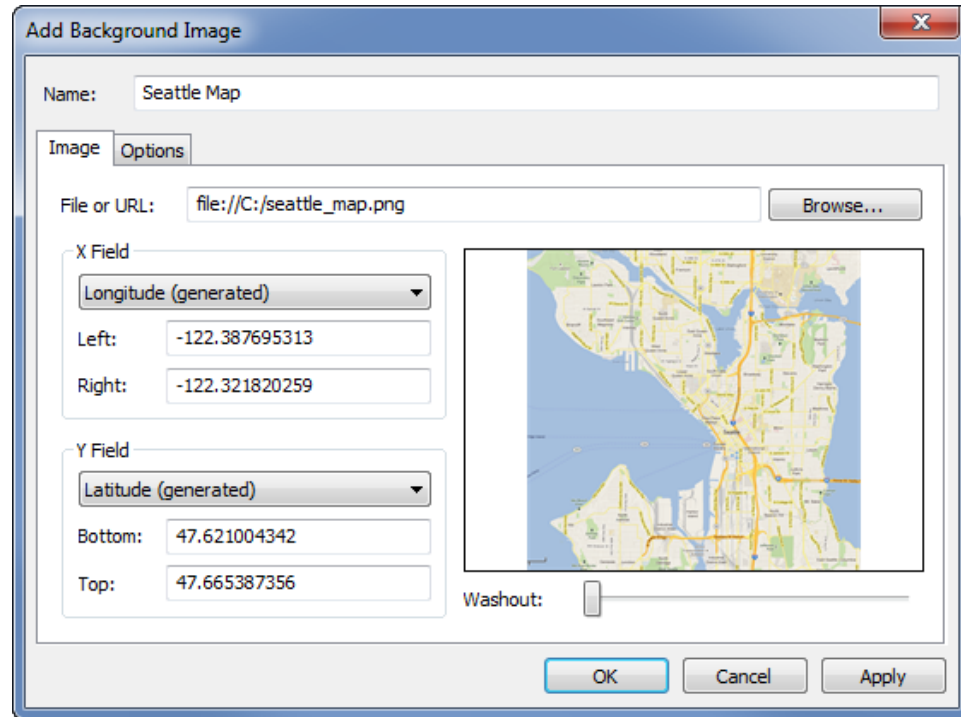 Add Background Image
Name: Seattle Map
Image Options
File or URL: file://C:/seattle_map.png Browse...
X Field
Longitude (generated)
Left: -122.387695313
Right: -122.321820259
Y Field
Latitude (generated)
Bottom: 47.621004342
Top: 47.665387356
Seattle
Washout:
OK Cancel Apply